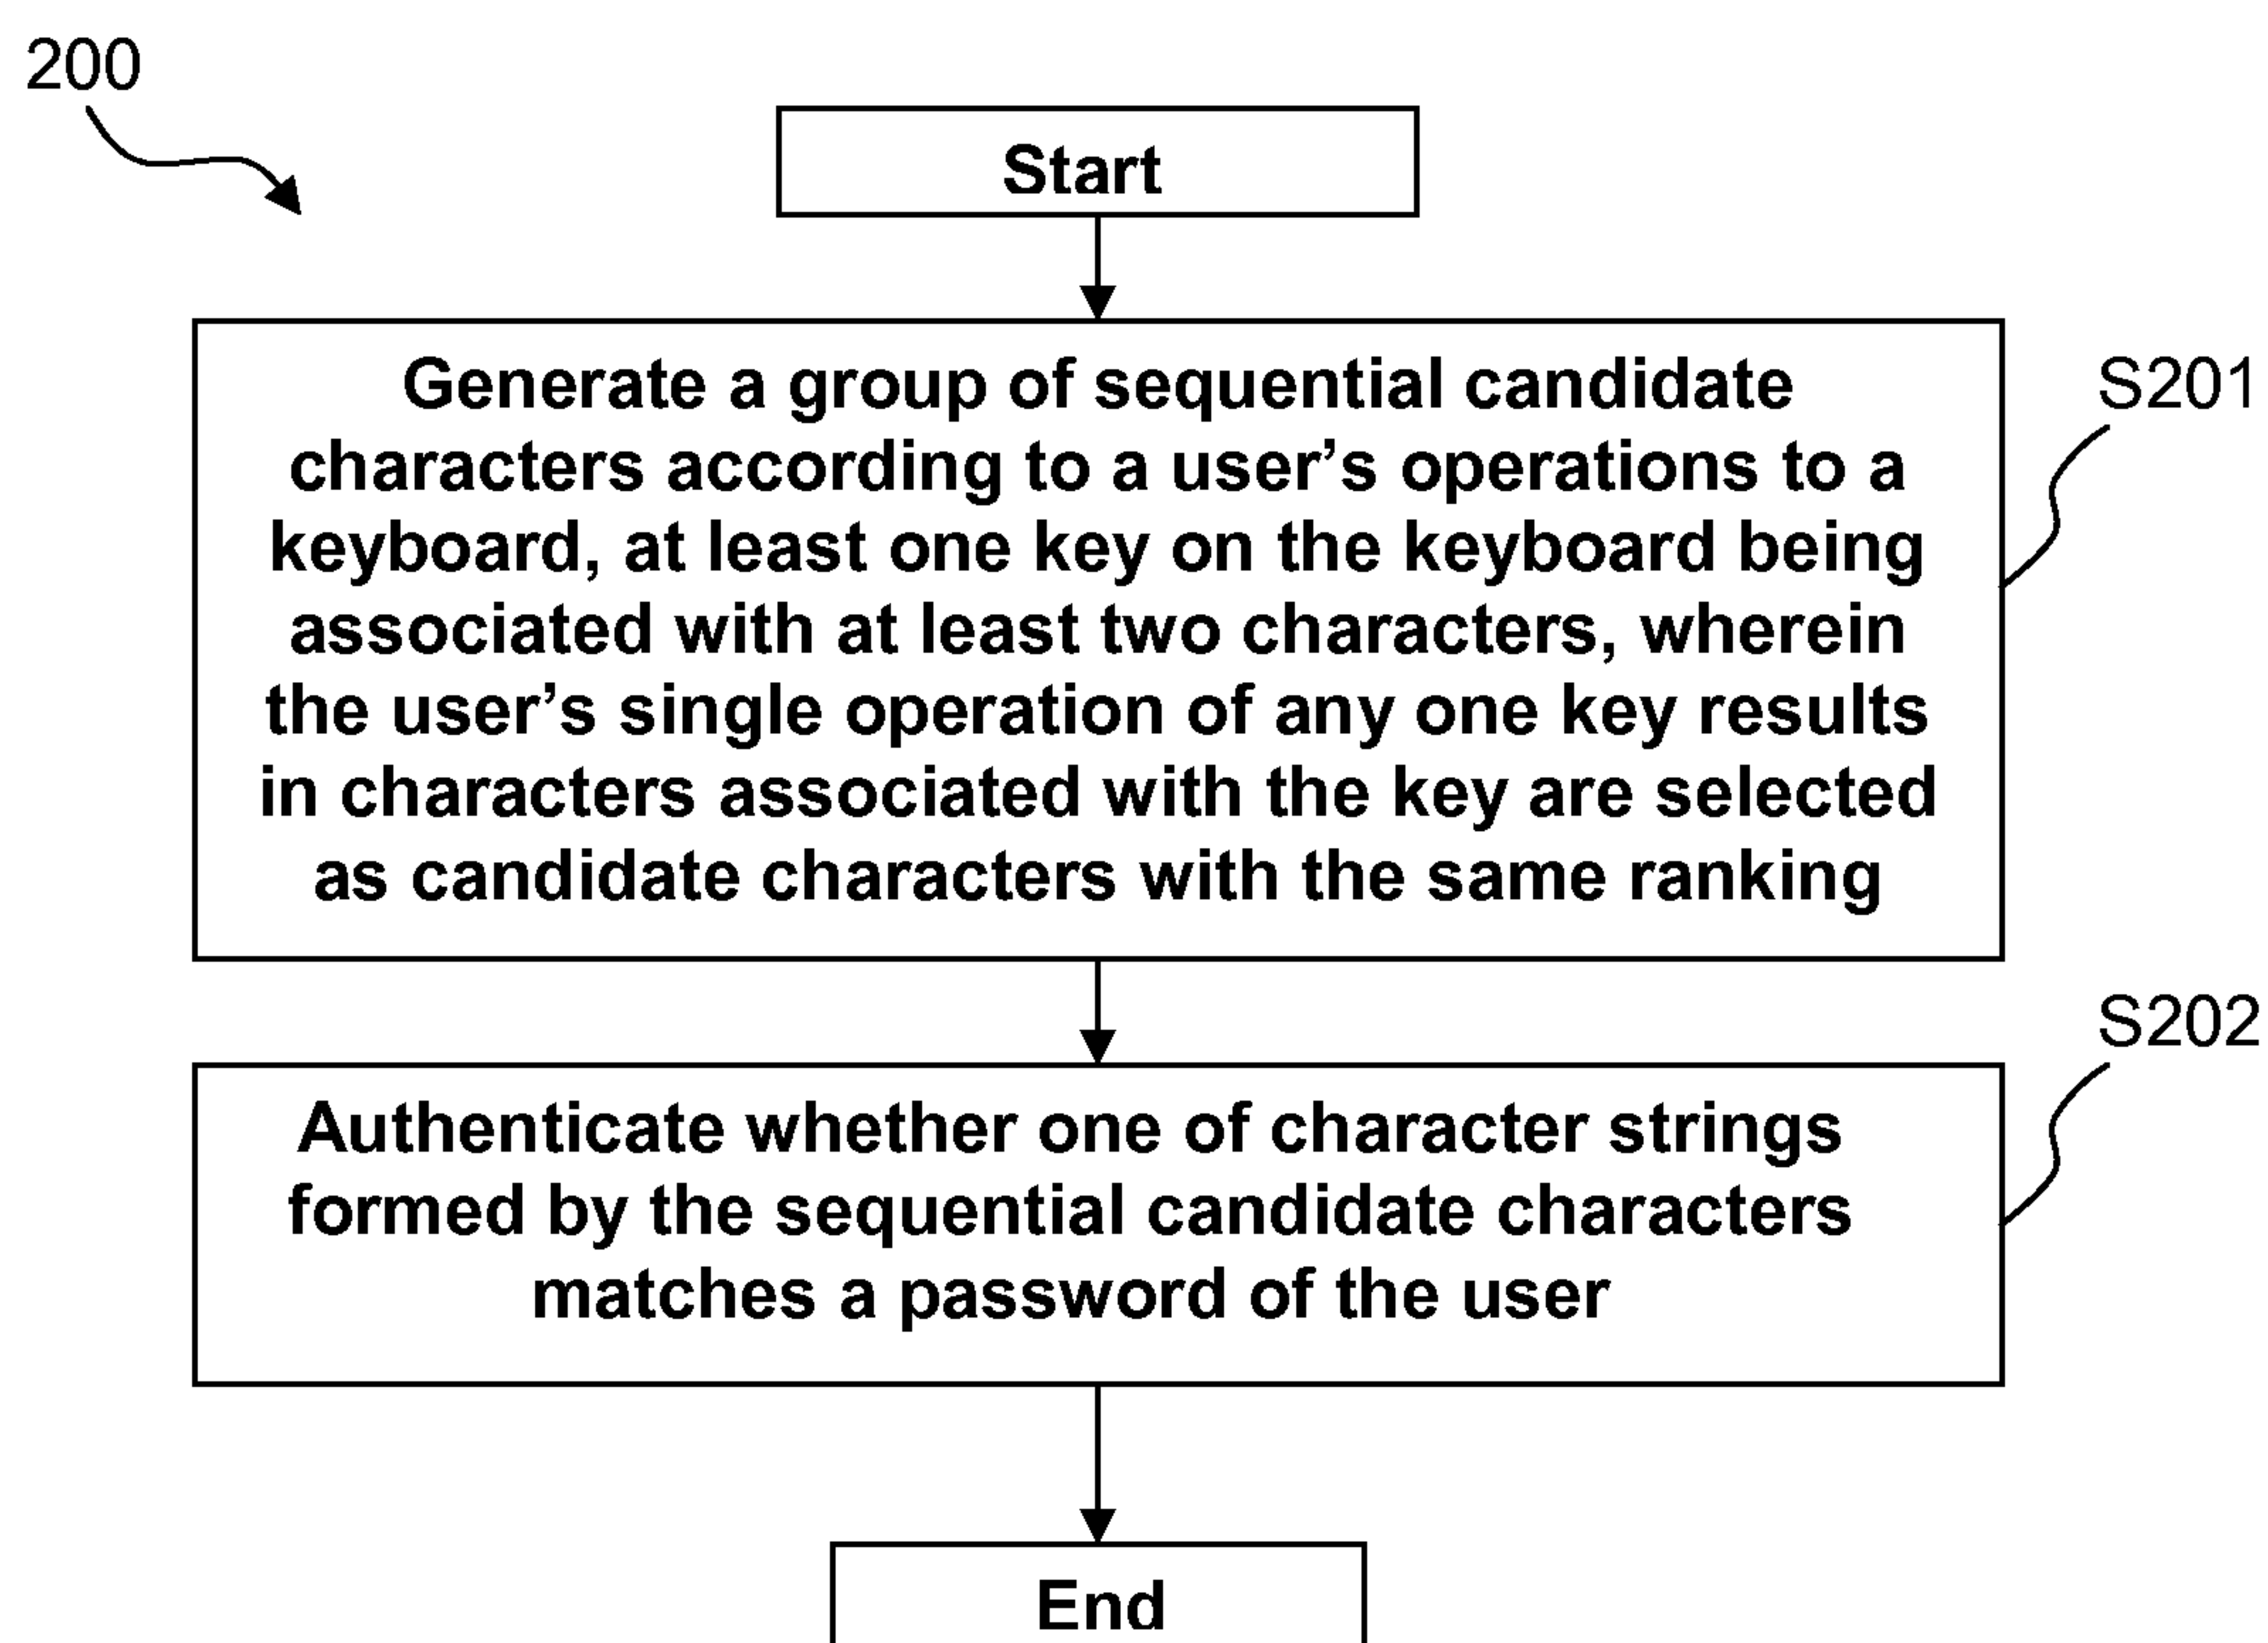 200
Start
Generate a group of sequential candidate
characters according to a user’s operations to a
keyboard, at least one key on the keyboard being
associated with at least two characters, wherein
the user’s single operation of any one key results
in characters associated with the key are selected
as candidate characters with the same ranking
S201
Authenticate whether one of character strings
formed by the sequential candidate characters
matches a password of the user
S202
End